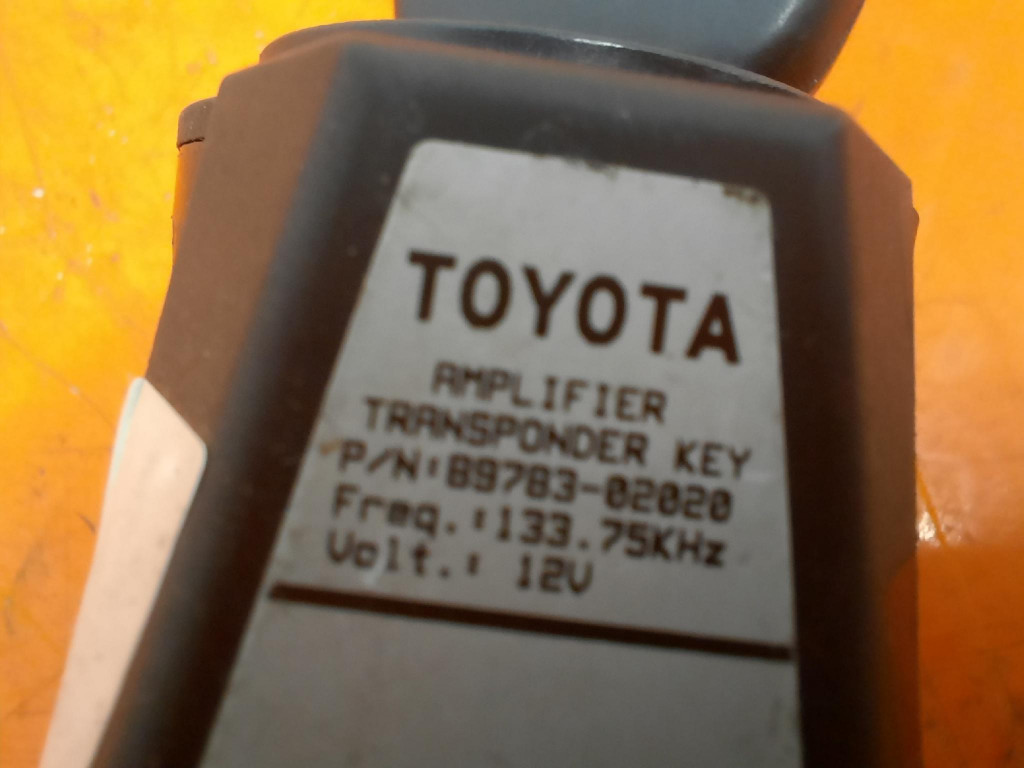 TOYOTA
AMPLIFIER
TRANSPONDER KEY
P/N:89783-02020
Freq.:133.75KHz
Volt.: 12V